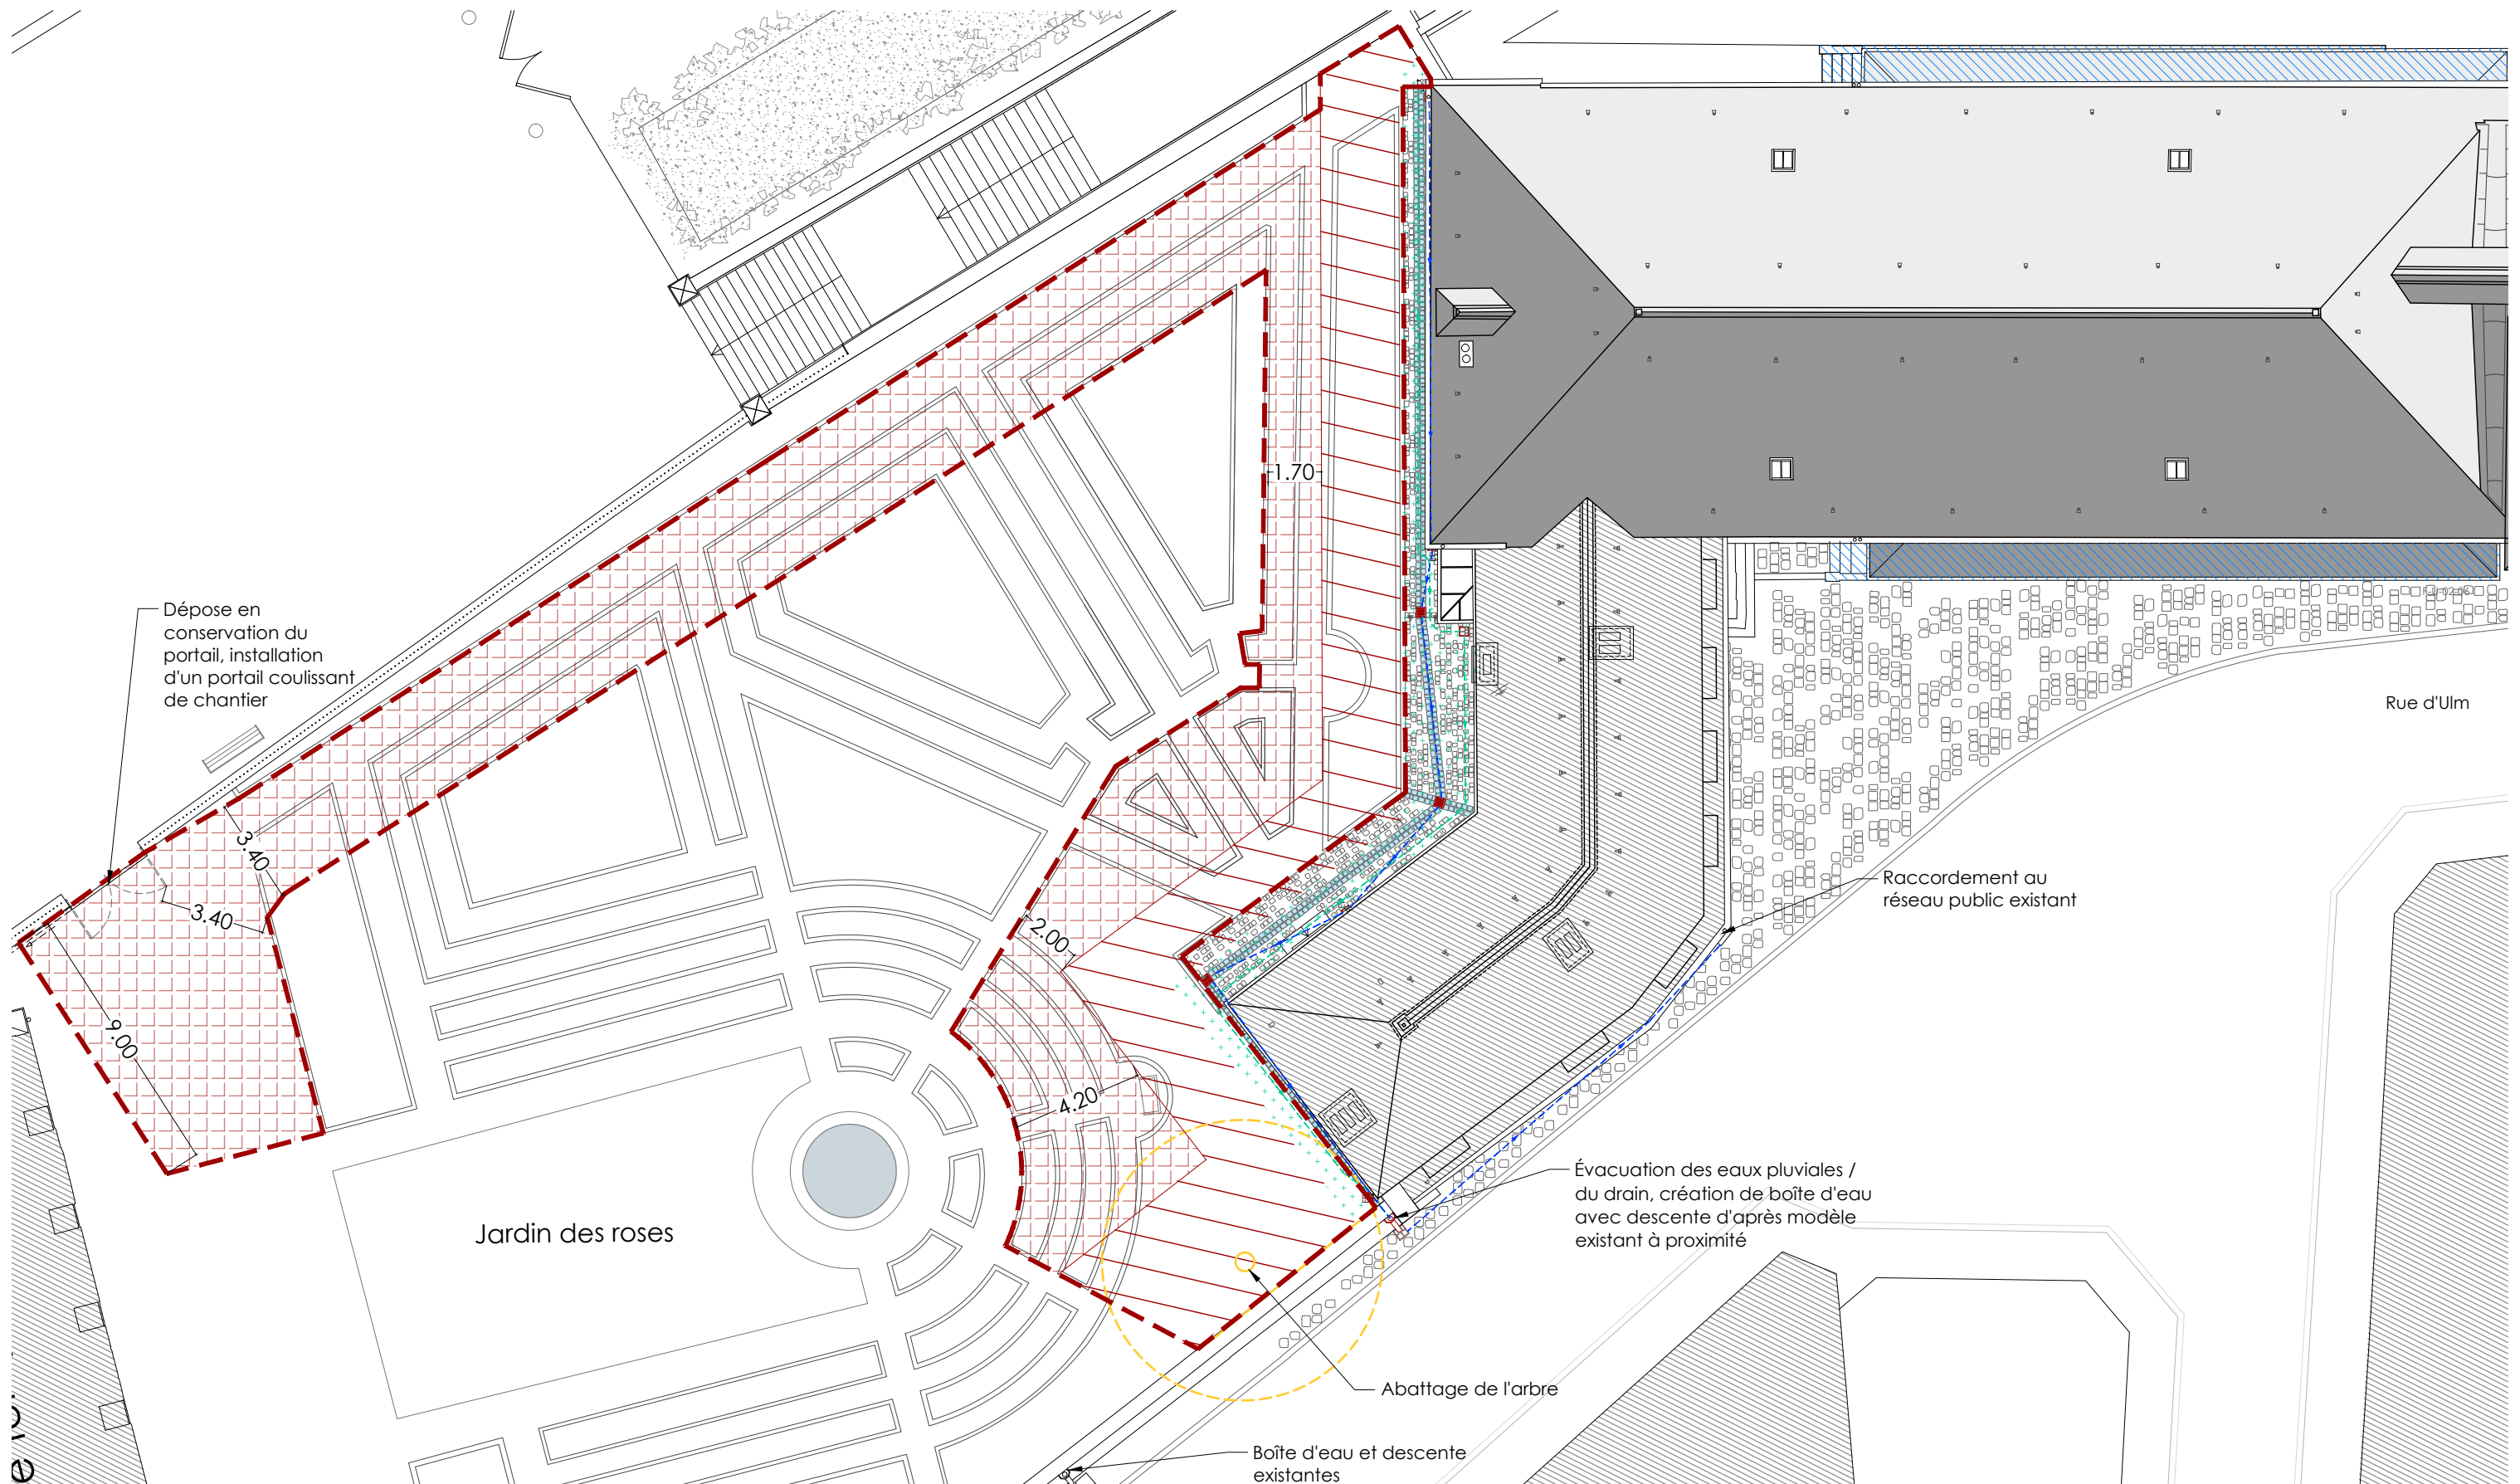 Dépose en
conservation du
portail, installation
d'un portail coulissant
de chantier
1.70
3.40
3.40
9.00
2.00
4.20
Rue d'Ulm
Raccordement au
réseau public existant
Évacuation des eaux pluviales /
du drain, création de boîte d'eau
avec descente d'après modèle
existant à proximité
Jardin des roses
Abattage de l'arbre
Boîte d'eau et descente
existantes